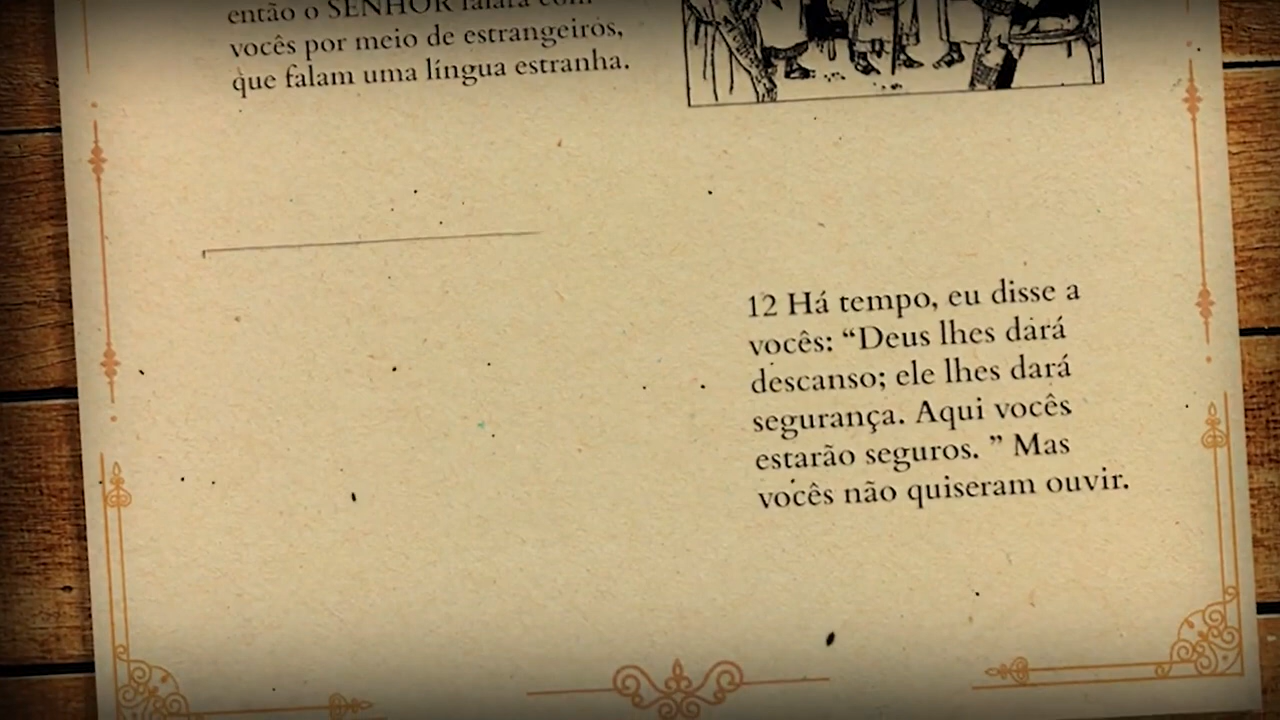 então o SENHOR falará com
vocês por meio de estrangeiros,
que falam uma língua estranha.
12 Há tempo, eu disse a
vocês: “Deus lhes dará
descanso; ele lhes dará
segurança. Aqui vocês
estarão seguros. ” Mas
vocês não quiseram ouvir.